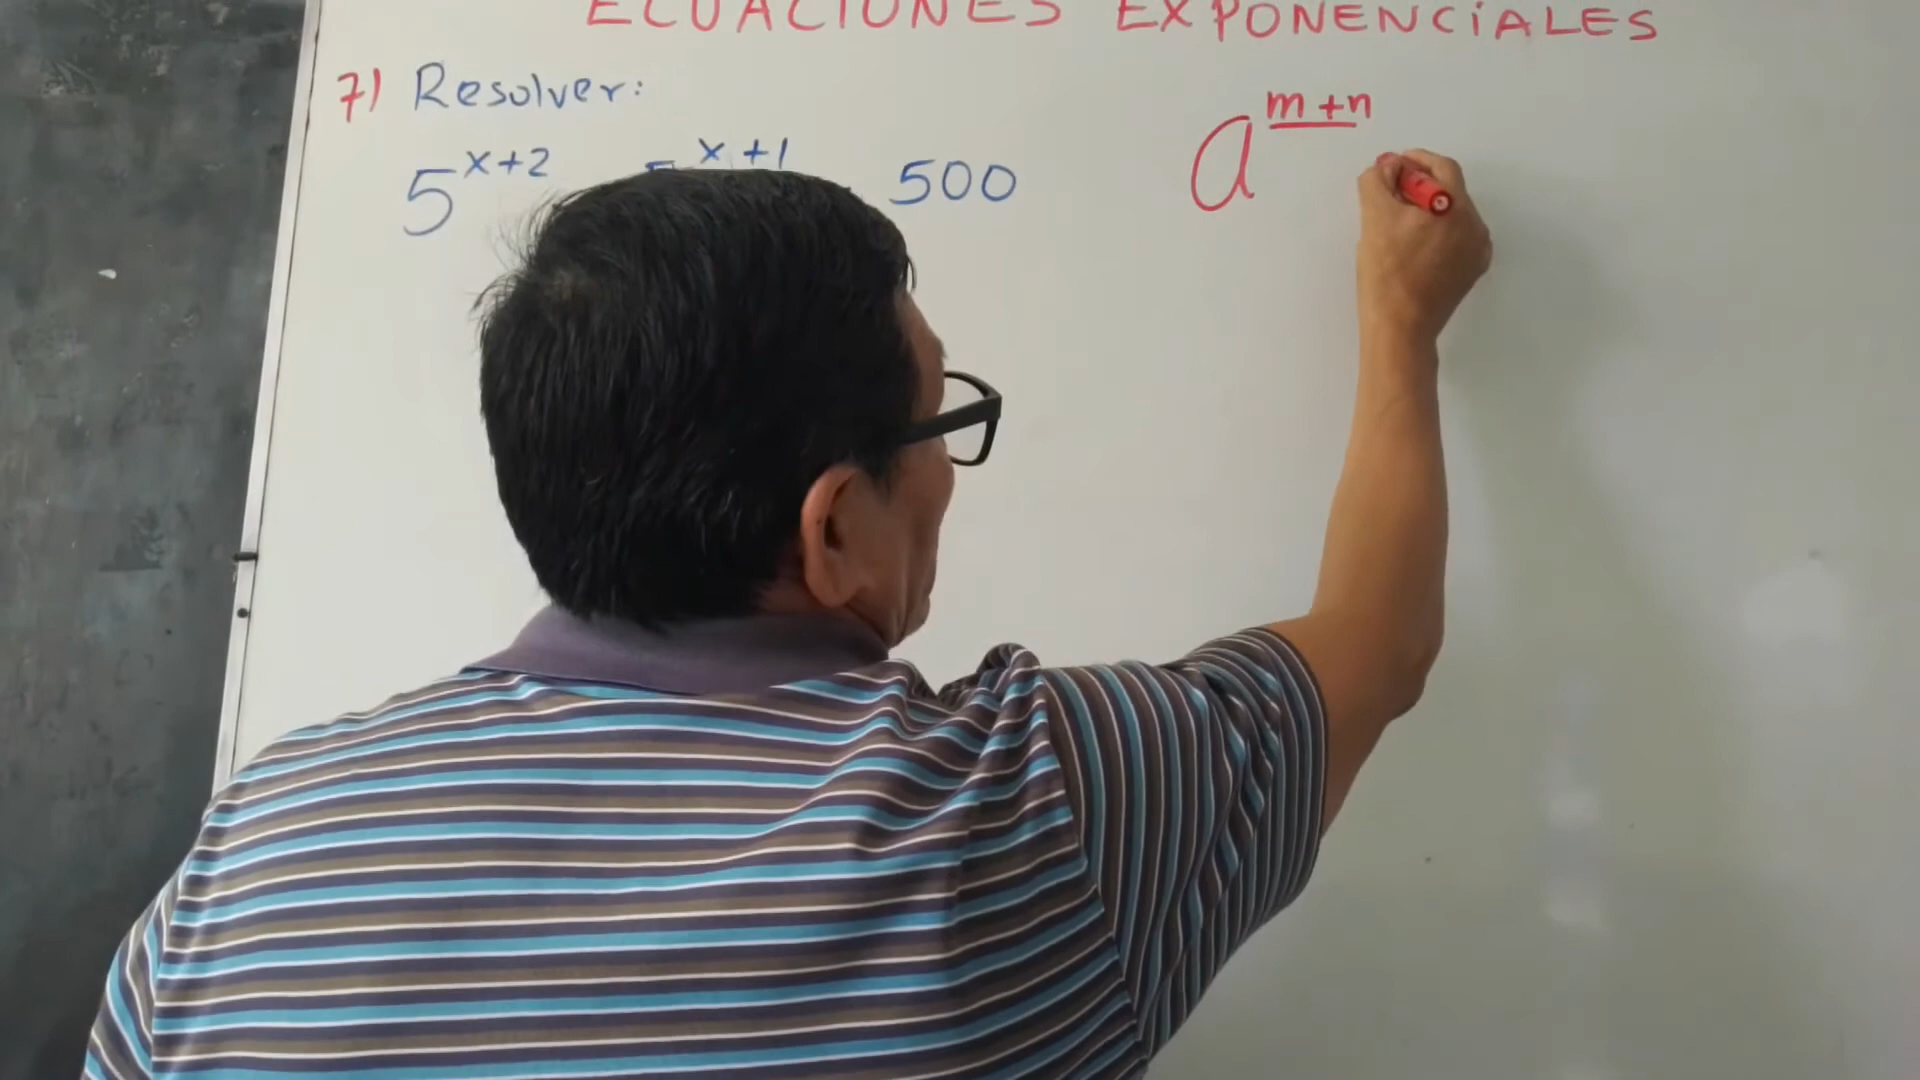 ECUACIONES EXPONENCiALES
7) Resolver:
5^{x+2} 5^{x+1} 500
a^{m+n}